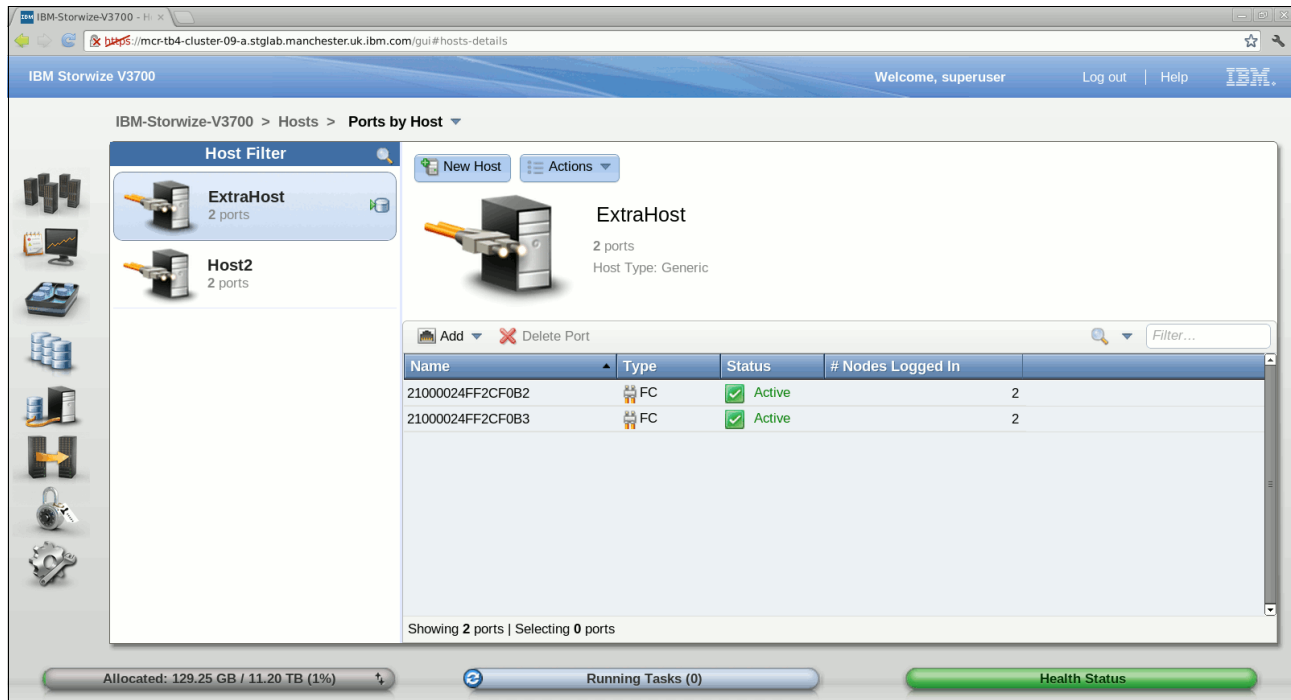 IBM-Storwize-V3700 - H
https://mcr-tb4-cluster-09-a.stglab.manchester.uk.ibm.com/gui#hosts-details
IBM Storwize V3700
Welcome, superuser
Log out | Help
IBM.
IBM-Storwize-V3700 > Hosts > Ports by Host
Host Filter
ExtraHost
2 ports
Host2
2 ports
New Host
Actions
ExtraHost
2 ports
Host Type: Generic
Add
Delete Port
Filter...
Name Type Status # Nodes Logged In
21000024FF2CF0B2 FC Active 2
21000024FF2CF0B3 FC Active 2
Showing 2 ports | Selecting 0 ports
Allocated: 129.25 GB / 11.20 TB (1%)
Running Tasks (0)
Health Status